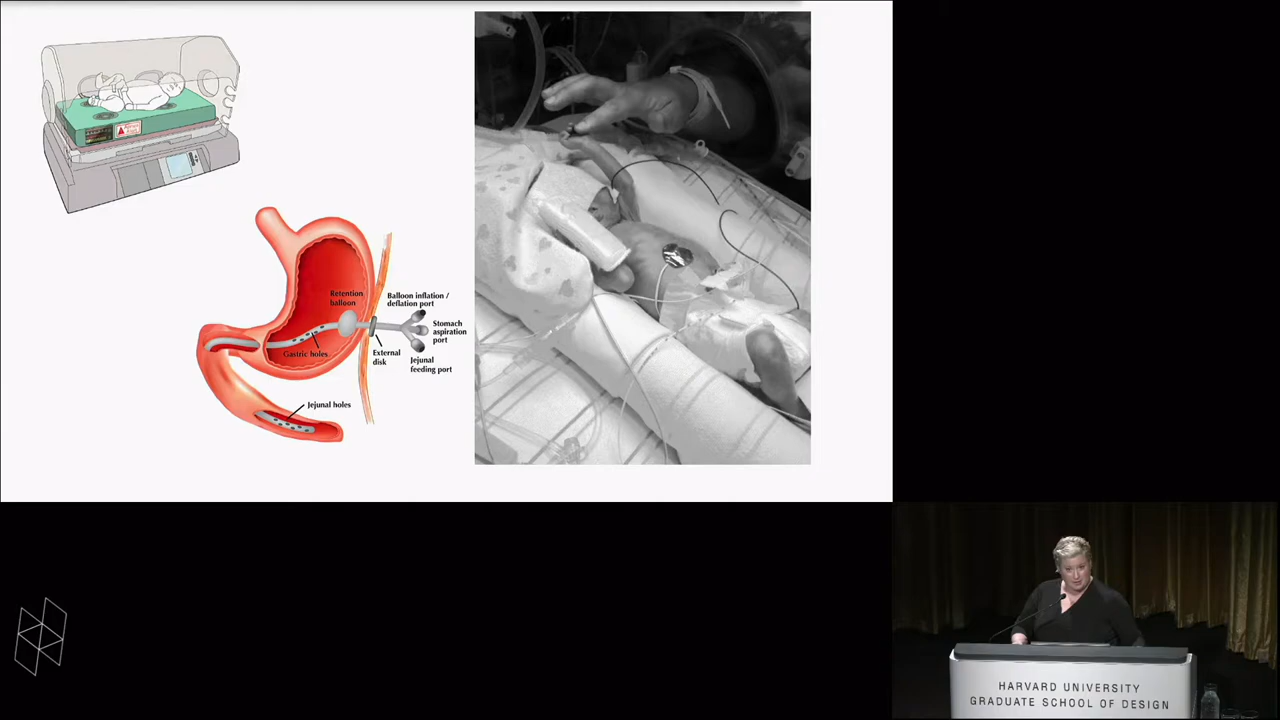 Retention
balloon
Balloon inflation /
deflation port
Stomach
aspiration
port
Gastric holes
External
disk
Jejunal
feeding port
Jejunal holes
HARVARD UNIVERSITY
GRADUATE SCHOOL OF DESIGN